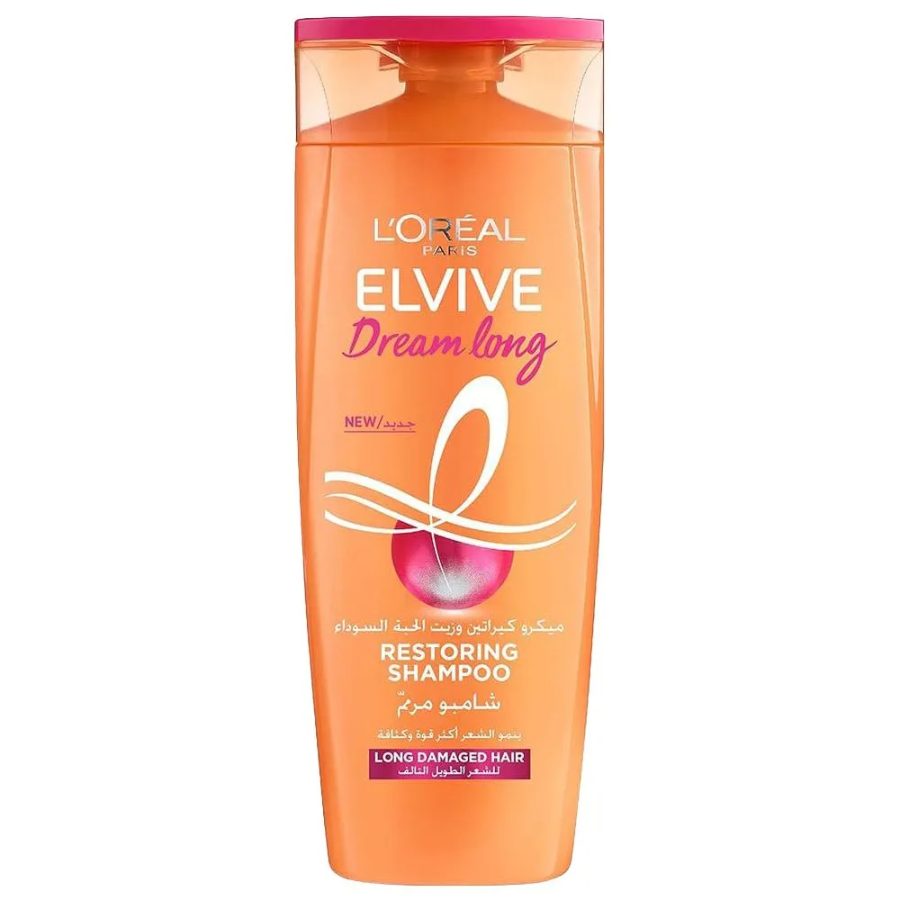 L'ORÉAL
PARIS
ELVIVE
Dream long
NEW/جديد
ميكرو كيراتين وزيت الحبة السوداء
RESTORING
SHAMPOO
شامبو مرممّ
ينمو الشعر أكثر قوة وكثافة
LONG DAMAGED HAIR
للشعر الطويل التالف